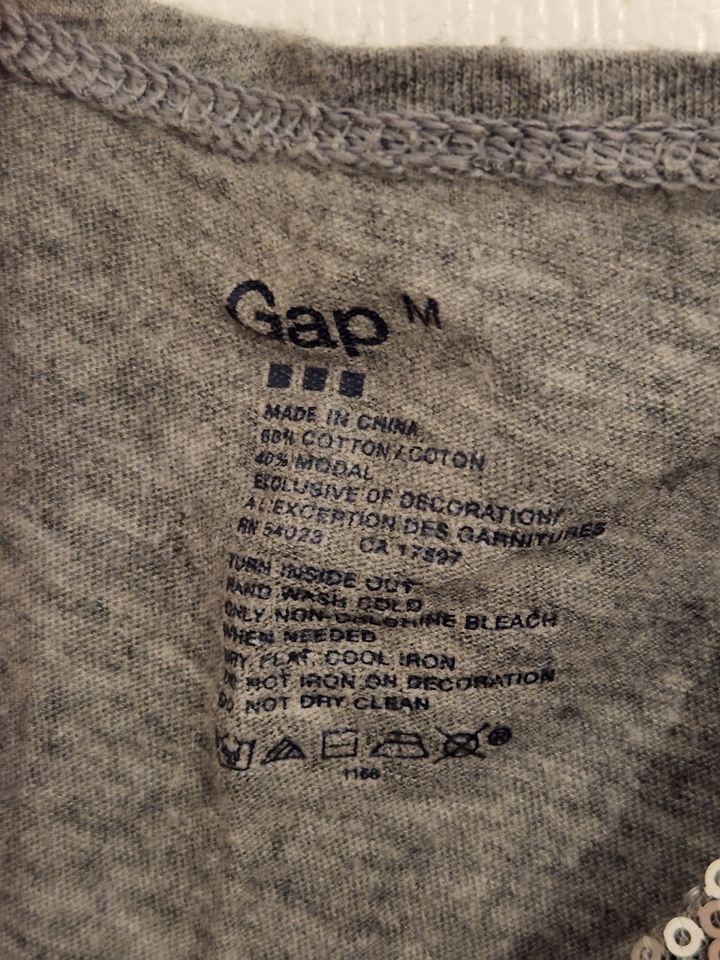 Gap M
MADE IN CHINA
60% COTTON / COTON
40% MODAL
EXCLUSIVE OF DECORATION/
A L'EXCEPTION DES GARNITURES
RN 54023 CA 17897
TURN INSIDE OUT
HAND WASH COLD
ONLY NON-CHLORINE BLEACH
WHEN NEEDED
DRY FLAT, COOL IRON
DO NOT IRON ON DECORATION
DO NOT DRY CLEAN
®
1166